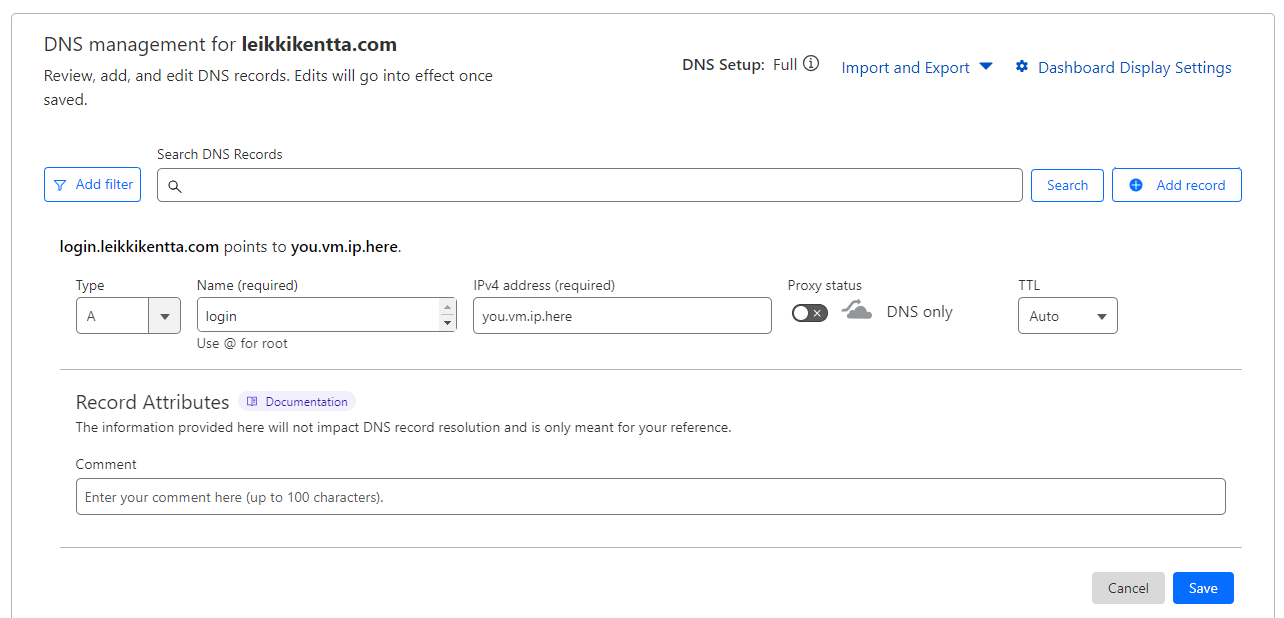 DNS management for leikkikentta.com
Review, add, and edit DNS records. Edits will go into effect once
saved.
DNS Setup: Full
Import and Export
Dashboard Display Settings
Search DNS Records
Add filter
Search
Add record
login.leikkikentta.com points to you.vm.ip.here.
Type
Name (required)
IPv4 address (required)
Proxy status
TTL
A
login
you.vm.ip.here
DNS only
Auto
Use @ for root
Record Attributes
Documentation
The information provided here will not impact DNS record resolution and is only meant for your reference.
Comment
Enter your comment here (up to 100 characters).
Cancel
Save